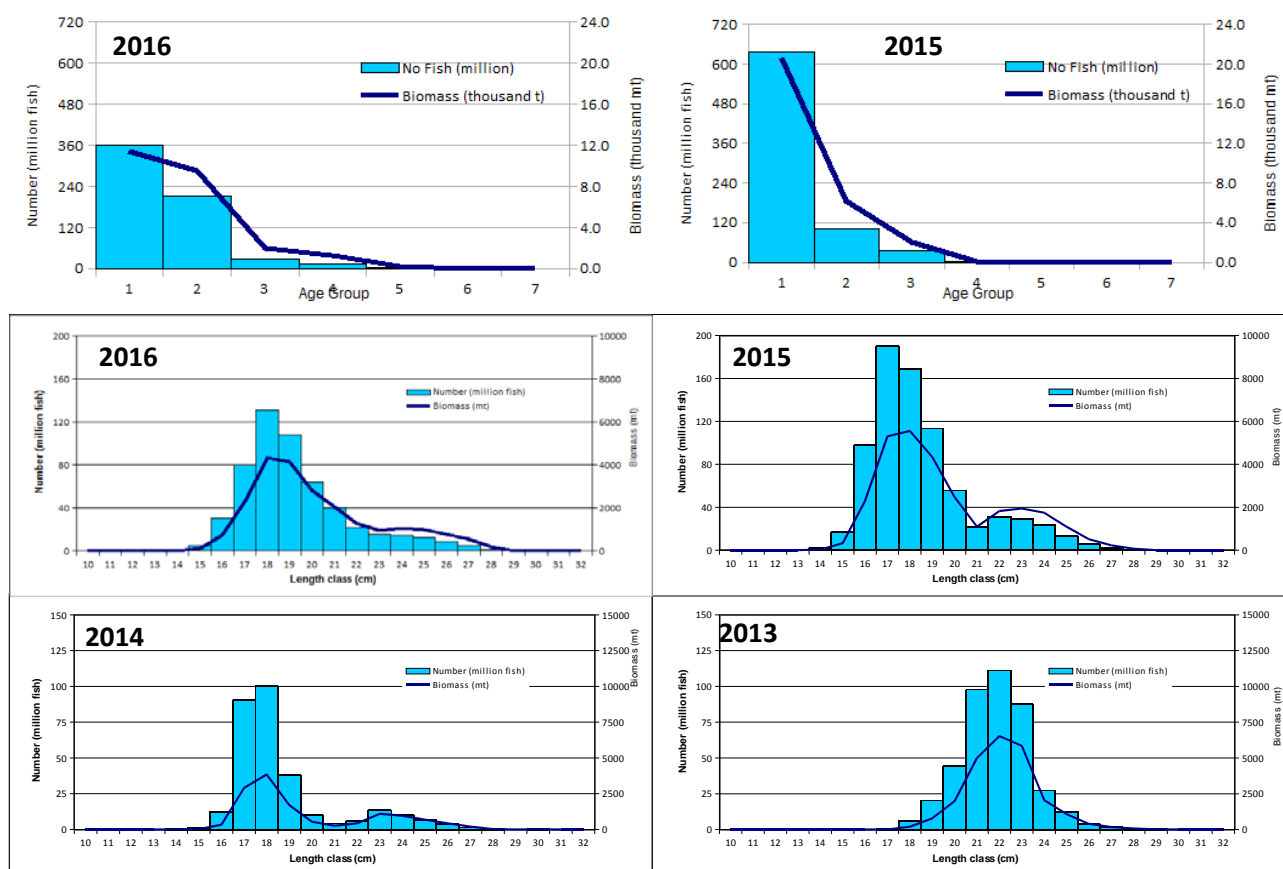 2016
720
600
480
360
240
120
0
Number (million fish)
No Fish (million)
Biomass (thousand t)
24.0
20.0
16.0
12.0
8.0
4.0
0.0
Biomass (thousand mt)
1 2 3 4 5 6 7
Age Group
2015
720
600
480
360
240
120
0
Number (million fish)
No Fish (million)
Biomass (thousand t)
24.0
20.0
16.0
12.0
8.0
4.0
0.0
Biomass (thousand mt)
1 2 3 4 5 6 7
Age Group
2016
200
160
120
80
40
0
Number (million fish)
Number (million fish)
Biomass (mt)
10000
8000
6000
4000
2000
0
Biomass (mt)
10 11 12 13 14 15 16 17 18 19 20 21 22 23 24 25 26 27 28 29 30 31 32
Length class (cm)
2015
200
160
120
80
40
0
Number (million fish)
Number (million fish)
Biomass (mt)
10000
8000
6000
4000
2000
0
Biomass (mt)
10 11 12 13 14 15 16 17 18 19 20 21 22 23 24 25 26 27 28 29 30 31 32
Length class (cm)
2014
150
125
100
75
50
25
0
Number (million fish)
Number (million fish)
Biomass (mt)
15000
12500
10000
7500
5000
2500
0
Biomass (mt)
10 11 12 13 14 15 16 17 18 19 20 21 22 23 24 25 26 27 28 29 30 31 32
Length class (cm)
2013
150
125
100
75
50
25
0
Number (million fish)
Number (million fish)
Biomass (mt)
15000
12500
10000
7500
5000
2500
0
Biomass (mt)
10 11 12 13 14 15 16 17 18 19 20 21 22 23 24 25 26 27 28 29 30 31 32
Length class (cm)